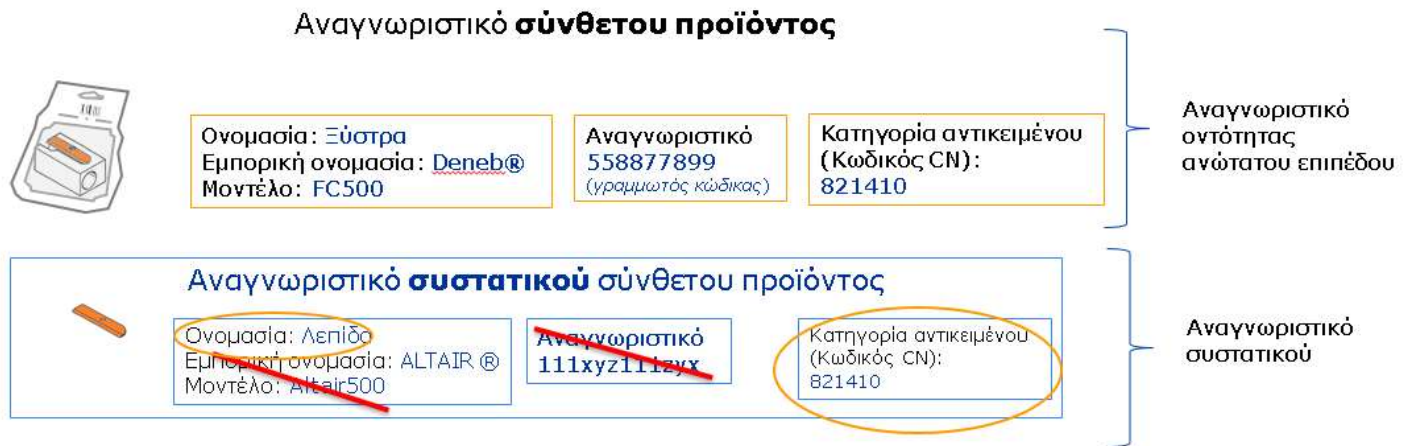 Αναγνωριστικό σύνθετου προϊόντος
Ονομασία: Ξύστρα
Εμπορική ονομασία: Deneb®
Μοντέλο: FC500
Αναγνωριστικό
558877899
(γραμμωτός κώδικας)
Κατηγορία αντικειμένου
(Κωδικός CN):
821410
Αναγνωριστικό
οντότητας
ανώτατου επιπέδου
Αναγνωριστικό συστατικού σύνθετου προϊόντος
Ονομασία: Λεπίδα
Εμπορική ονομασία: ALTAIR ®
Μοντέλο: Altair500
Αναγνωριστικό
111xyz111zyx
Κατηγορία αντικειμένου
(Κωδικός CN):
821410
Αναγνωριστικό
συστατικού